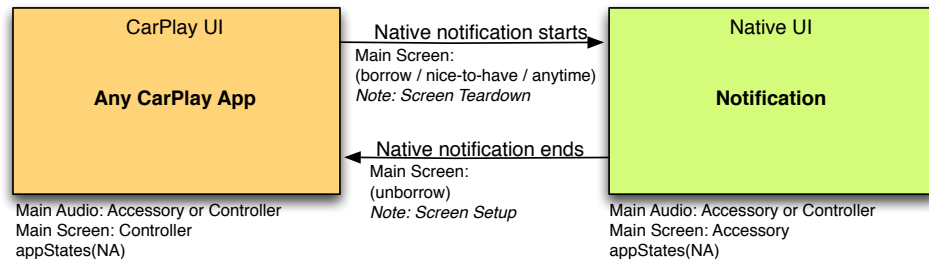 CarPlay UI
Any CarPlay App
Main Audio: Accessory or Controller
Main Screen: Controller
appStates(NA)
Native notification starts
Main Screen:
(borrow / nice-to-have / anytime)
Note: Screen Teardown
Native notification ends
Main Screen:
(unborrow)
Note: Screen Setup
Native UI
Notification
Main Audio: Accessory or Controller
Main Screen: Accessory
appStates(NA)